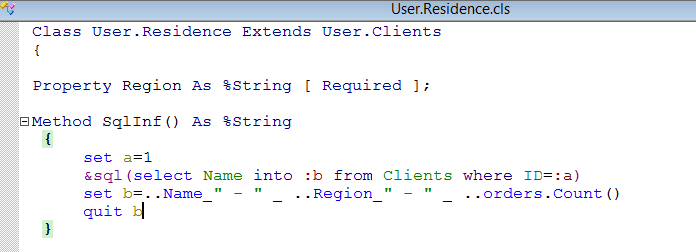 User.Residence.cls
Class User.Residence Extends User.Clients
{
Property Region As %String [ Required ];
Method SqlInf() As %String
{
set a=1
&sql(select Name into :b from Clients where ID=:a)
set b=..Name_" - " _ ..Region_" - " _ ..orders.Count()
quit b
}